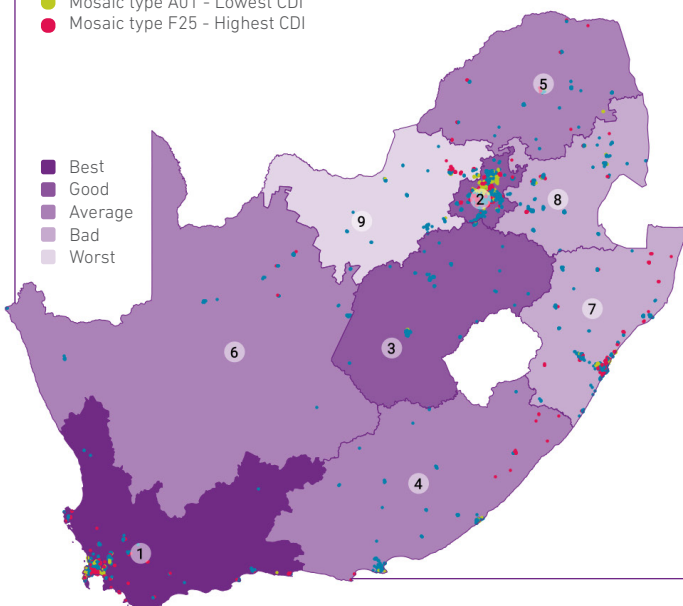 Mosaic type A01 - Lowest CDI
Mosaic type F25 - Highest CDI
5
Best
Good
Average
Bad
Worst
2
8
9
7
3
6
4
1